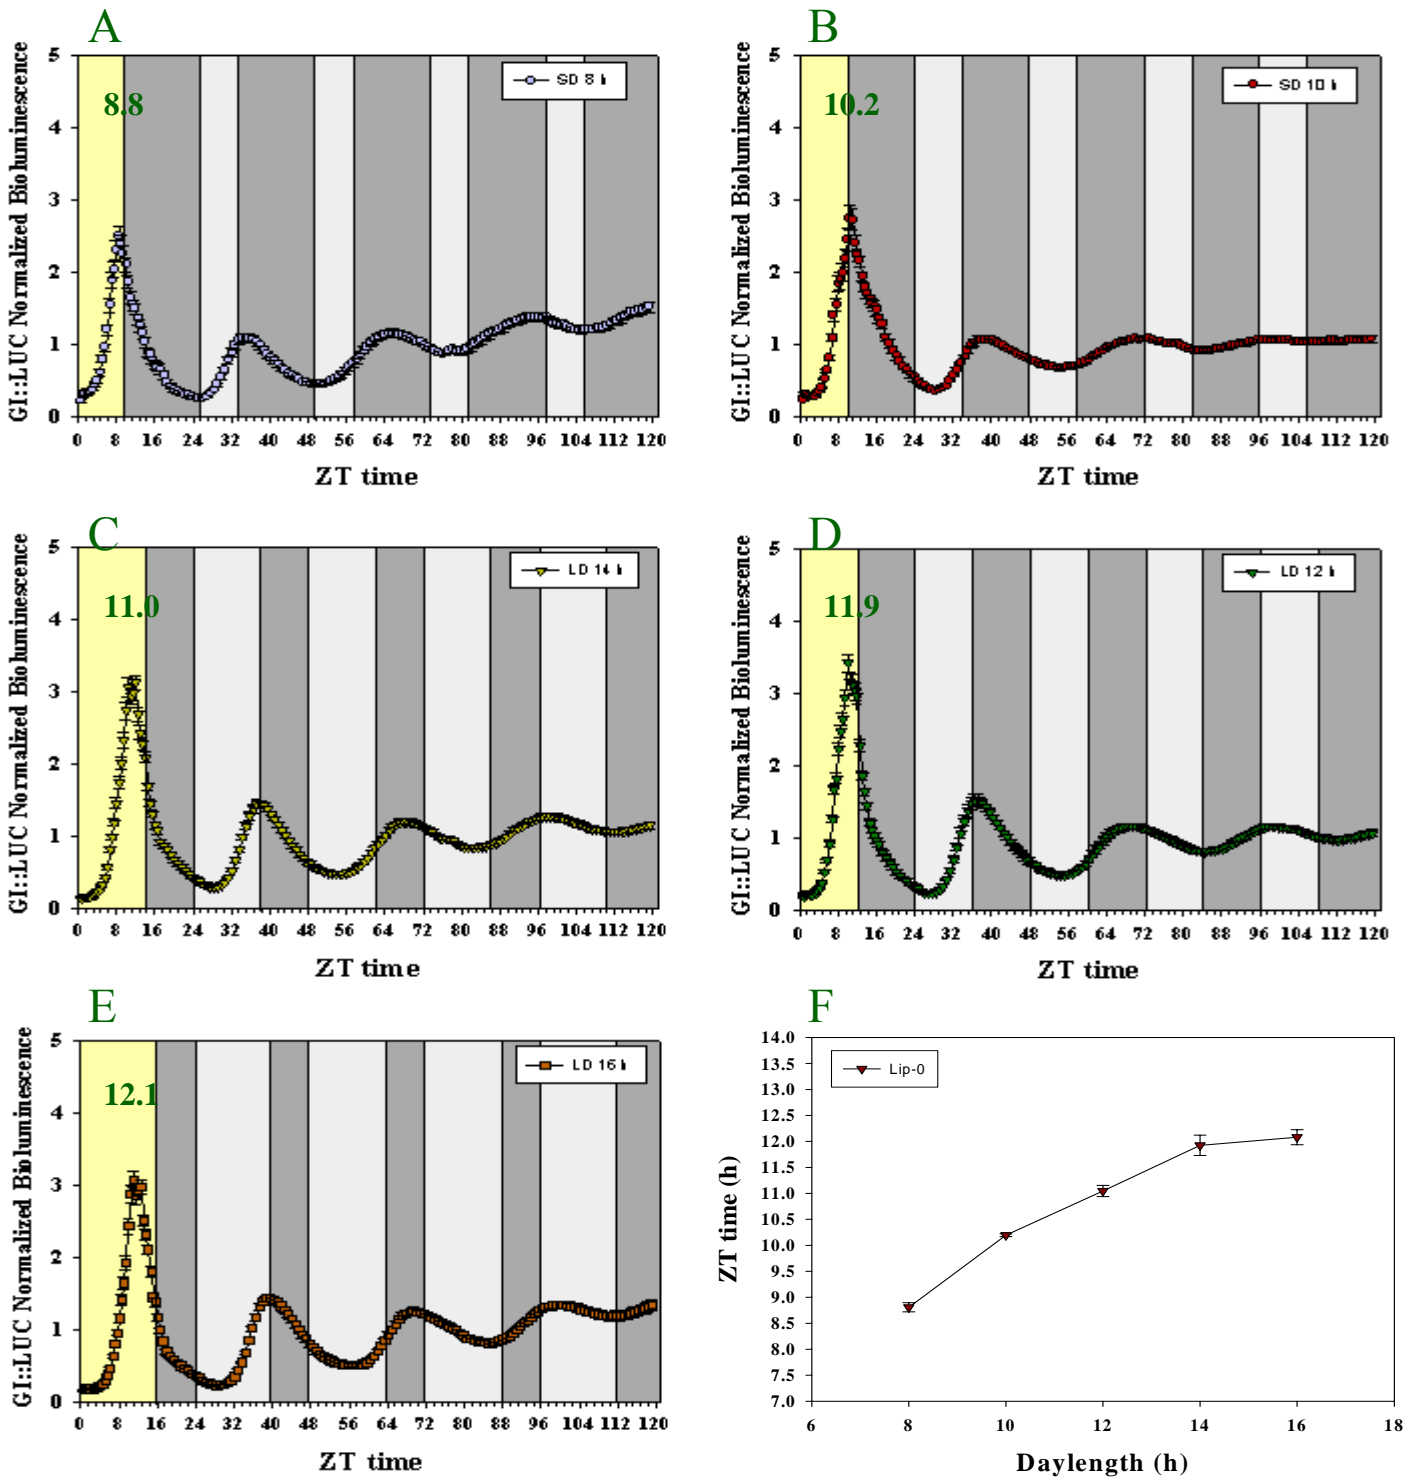 A
GI::LUC Normalized Bioluminescence
5
4
3
2
1
0
8.8
SD 8 h
0 8 16 24 32 40 48 56 64 72 80 88 96 104 112 120
ZT time
B
GI::LUC Normalized Bioluminescence
5
4
3
2
1
0
10.2
SD 10 h
0 8 16 24 32 40 48 56 64 72 80 88 96 104 112 120
ZT time
C
GI::LUC Normalized Bioluminescence
5
4
3
2
1
0
11.0
LD 14 h
0 8 16 24 32 40 48 56 64 72 80 88 96 104 112 120
ZT time
D
GI::LUC Normalized Bioluminescence
5
4
3
2
1
0
11.9
LD 12 h
0 8 16 24 32 40 48 56 64 72 80 88 96 104 112 120
ZT time
E
GI::LUC Normalized Bioluminescence
5
4
3
2
1
0
12.1
LD 16 h
0 8 16 24 32 40 48 56 64 72 80 88 96 104 112 120
ZT time
F
ZT time (h)
14.0
13.5
13.0
12.5
12.0
11.5
11.0
10.5
10.0
9.5
9.0
8.5
8.0
7.5
7.0
Lip-0
6 8 10 12 14 16 18
Daylength (h)